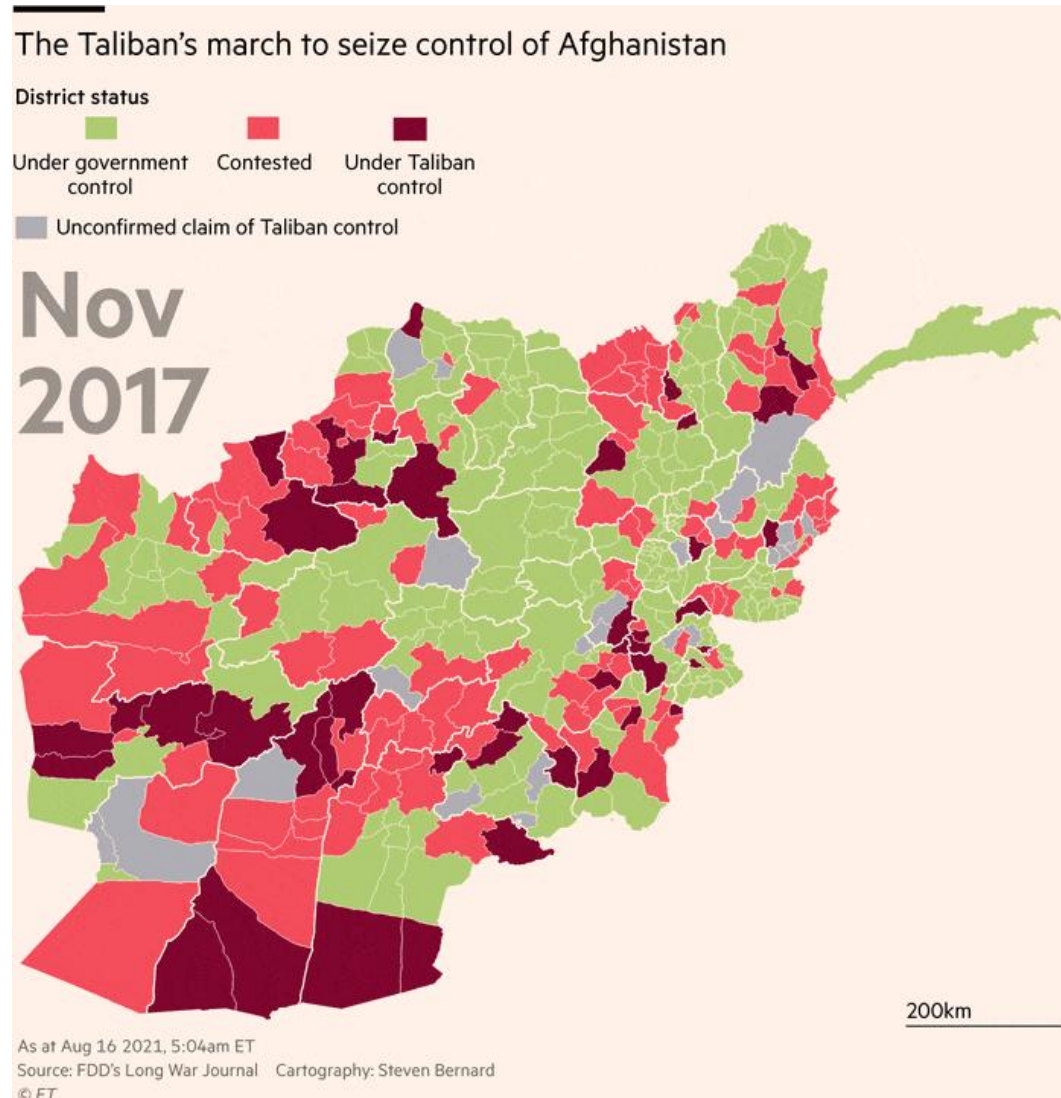 The Taliban's march to seize control of Afghanistan
District status
Under government control
Contested
Under Taliban control
Unconfirmed claim of Taliban control
Nov
2017
200km
As at Aug 16 2021, 5:04am ET
Source: FDD's Long War Journal Cartography: Steven Bernard
© FT